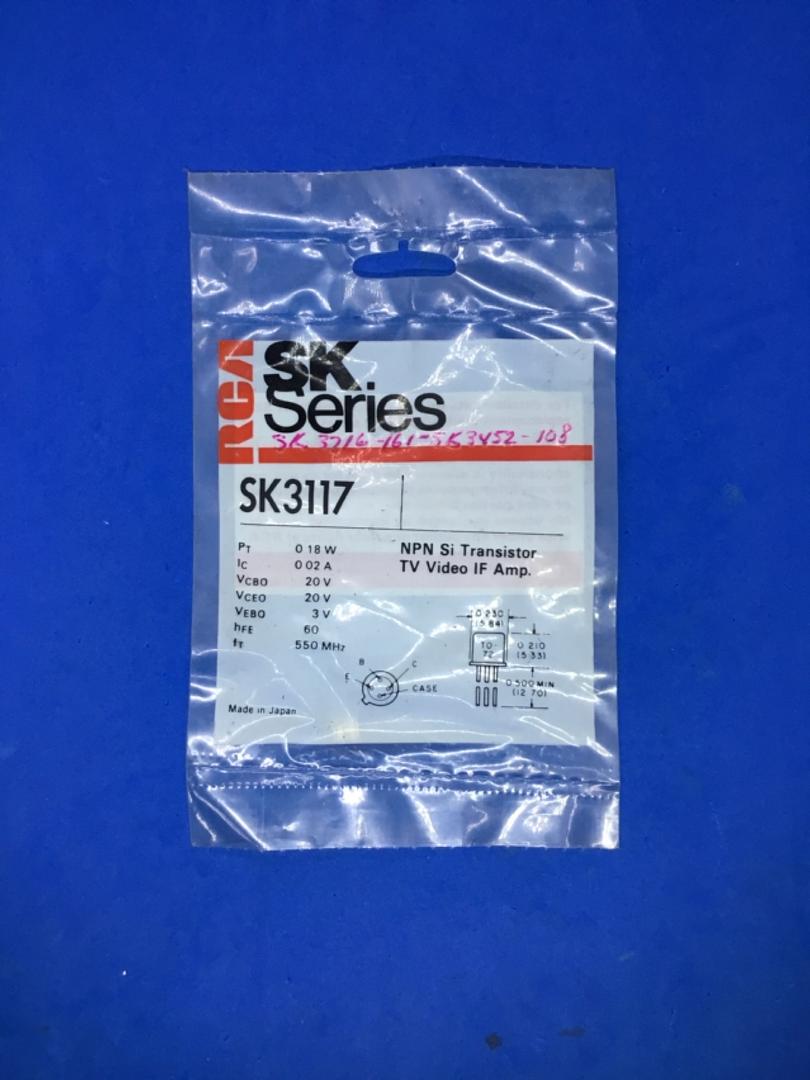 RCA
SK
Series
SK 3716-161-SK3452-108
SK3117
PT 0 18 W
IC 0 02 A
VCBO 20 V
VCEO 20 V
VEBO 3 V
hFE 60
fT 550 MHz
NPN Si Transistor
TV Video IF Amp.
0 230
(5 84)
TO-
72
0 210
(5 33)
0 500 MIN
(12 70)
B
C
E
CASE
Made in Japan